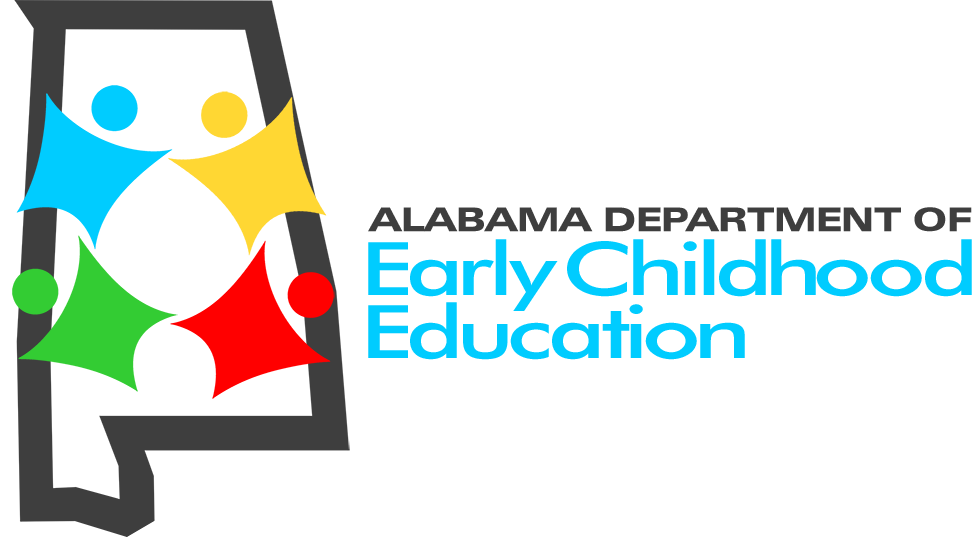 ALABAMA DEPARTMENT OF
Early Childhood
Education